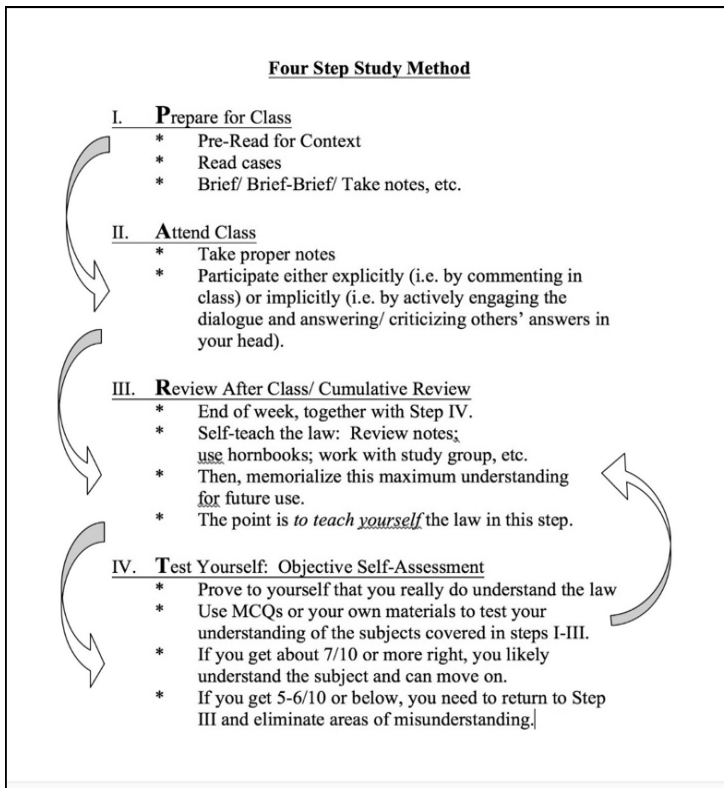 Four Step Study Method
I. Prepare for Class
* Pre-Read for Context
* Read cases
* Brief/ Brief-Brief/ Take notes, etc.
II. Attend Class
* Take proper notes
* Participate either explicitly (i.e. by commenting in
class) or implicitly (i.e. by actively engaging the
dialogue and answering/ criticizing others’ answers in
your head).
III. Review After Class/ Cumulative Review
* End of week, together with Step IV.
* Self-teach the law: Review notes;
use hornbooks; work with study group, etc.
* Then, memorialize this maximum understanding
for future use.
* The point is to teach yourself the law in this step.
IV. Test Yourself: Objective Self-Assessment
* Prove to yourself that you really do understand the law
* Use MCQs or your own materials to test your
understanding of the subjects covered in steps I-III.
* If you get about 7/10 or more right, you likely
understand the subject and can move on.
* If you get 5-6/10 or below, you need to return to Step
III and eliminate areas of misunderstanding.